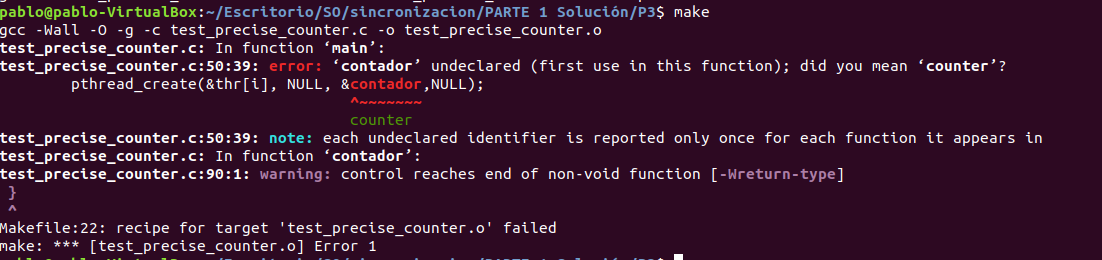 pablo@pablo-VirtualBox:~/Escritorio/SO/sincronizacion/PARTE 1 Solución/P3$ make
gcc -Wall -O -g -c test_precise_counter.c -o test_precise_counter.o
test_precise_counter.c: In function ‘main’:
test_precise_counter.c:50:39: error: ‘contador’ undeclared (first use in this function); did you mean ‘counter’?
pthread_create(&thr[i], NULL, &contador,NULL);
^~~~~~~~
counter
test_precise_counter.c:50:39: note: each undeclared identifier is reported only once for each function it appears in
test_precise_counter.c: In function ‘contador’:
test_precise_counter.c:90:1: warning: control reaches end of non-void function [-Wreturn-type]
}
^
Makefile:22: recipe for target 'test_precise_counter.o' failed
make: *** [test_precise_counter.o] Error 1